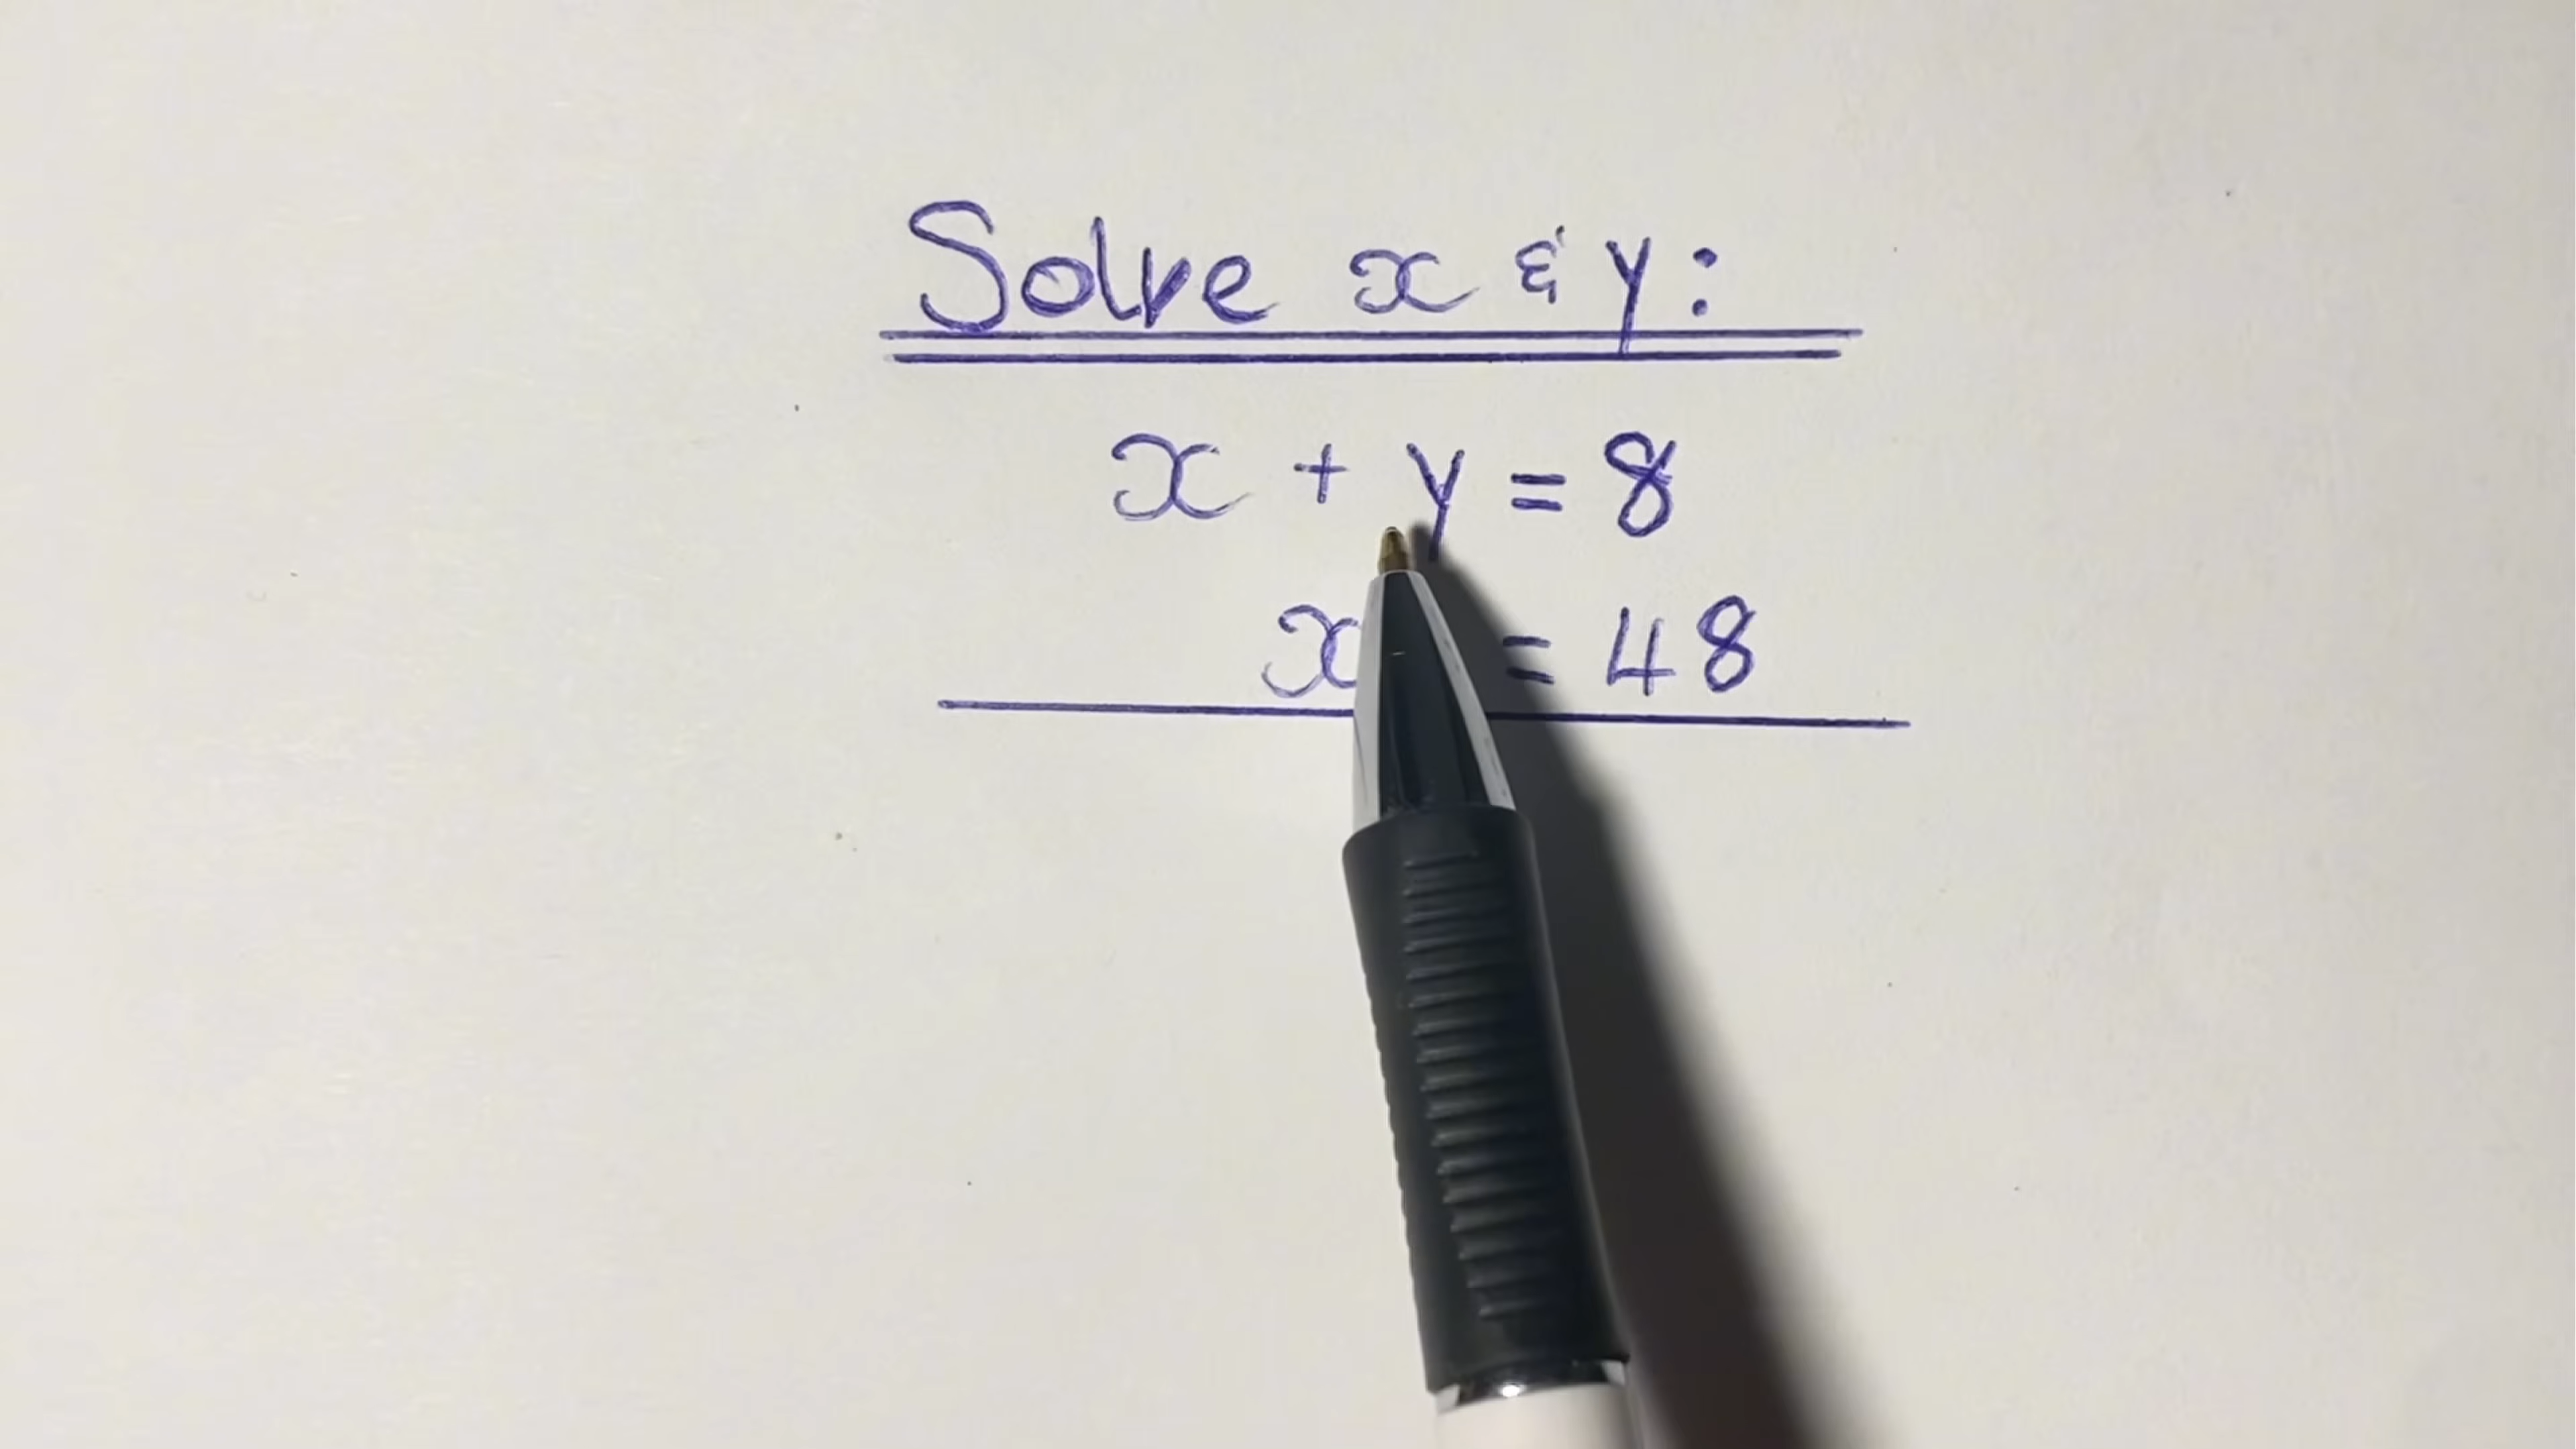 Solve x & y:
x + y = 8
x = 48